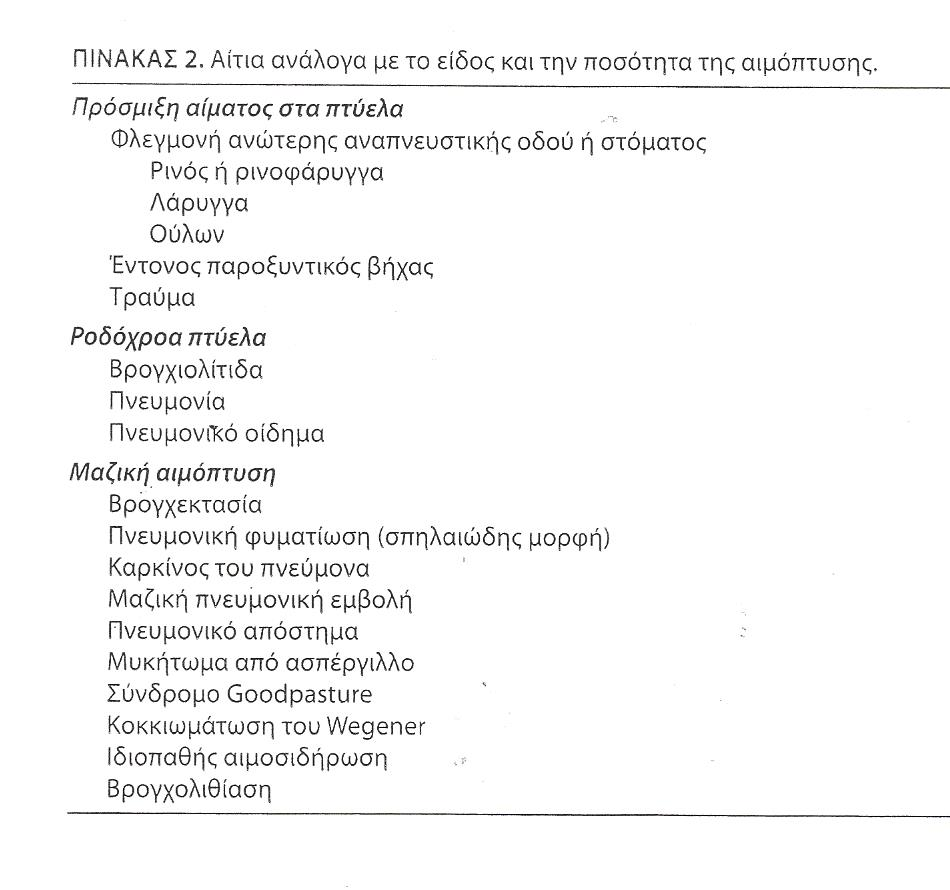 ΠΙΝΑΚΑΣ 2. Αίτια ανάλογα με το είδος και την ποσότητα της αιμόπτυσης.
Πρόσμιξη αίματος στα πτύελα
Φλεγμονή ανώτερης αναπνευστικής οδού ή στόματος
Ρινός ή ρινοφάρυγγα
Λάρυγγα
Ούλων
Έντονος παροξυντικός βήχας
Τραύμα
Ροδόχροα πτύελα
Βρογχιολίτιδα
Πνευμονία
Πνευμονικό οίδημα
Μαζική αιμόπτυση
Βρογχεκτασία
Πνευμονική φυματίωση (σπηλαιώδης μορφή)
Καρκίνος του πνεύμονα
Μαζική πνευμονική εμβολή
Πνευμονικό απόστημα
Μυκήτωμα από ασπέργιλλο
Σύνδρομο Goodpasture
Κοκκιωμάτωση του Wegener
Ιδιοπαθής αιμοσιδήρωση
Βρογχολιθίαση